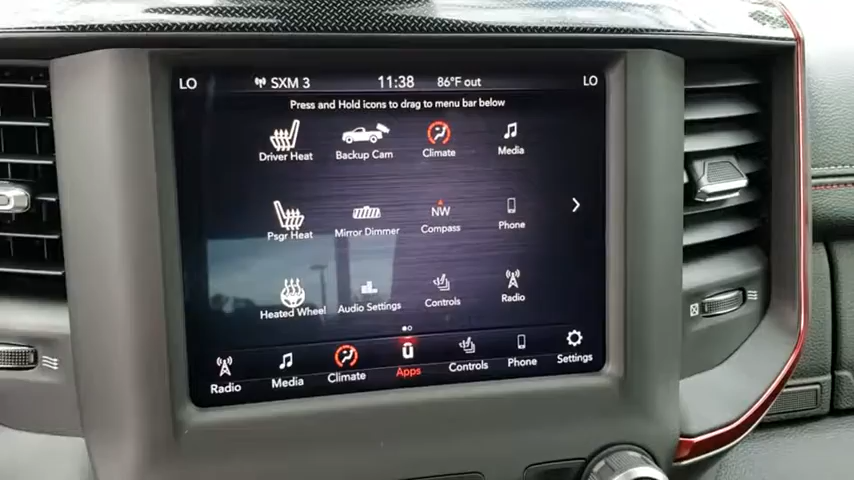 LO SXM 3 11:38 86°F out LO
Press and Hold icons to drag to menu bar below
Driver Heat Backup Cam Climate Media
NW
Psgr Heat Mirror Dimmer Compass Phone
Heated Wheel Audio Settings Controls Radio
Radio Media Climate Apps Controls Phone Settings